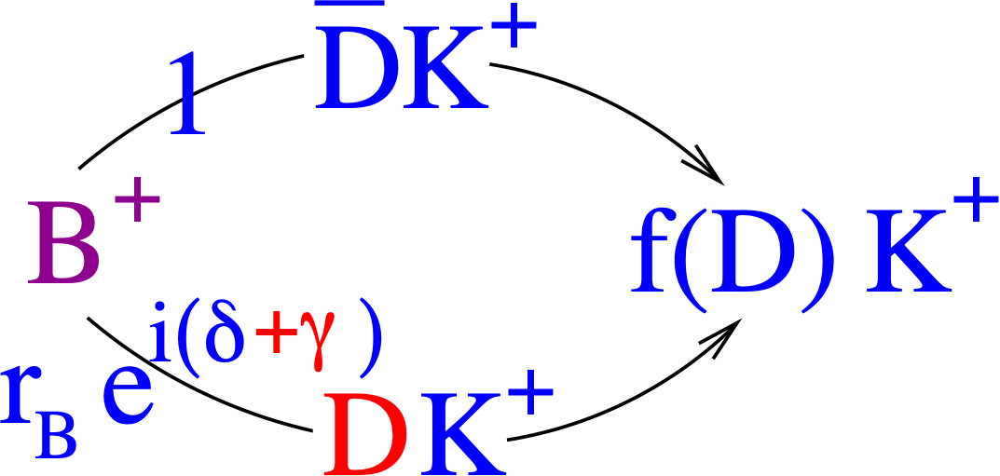 1
D̅K⁺
B⁺
f(D) K⁺
r_B e^{i(δ+γ)}
DK⁺